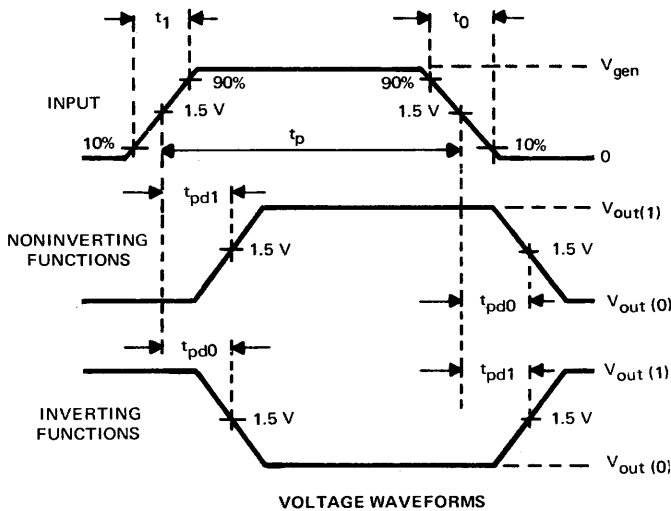 t1 t0
Vgen
INPUT 90% 90%
1.5 V 1.5 V
10% tp 10% 0
tpd1 Vout(1)
NONINVERTING
FUNCTIONS 1.5 V 1.5 V
tpd0 Vout(0)
tpd0 tpd1 Vout(1)
INVERTING
FUNCTIONS 1.5 V 1.5 V
Vout(0)
VOLTAGE WAVEFORMS